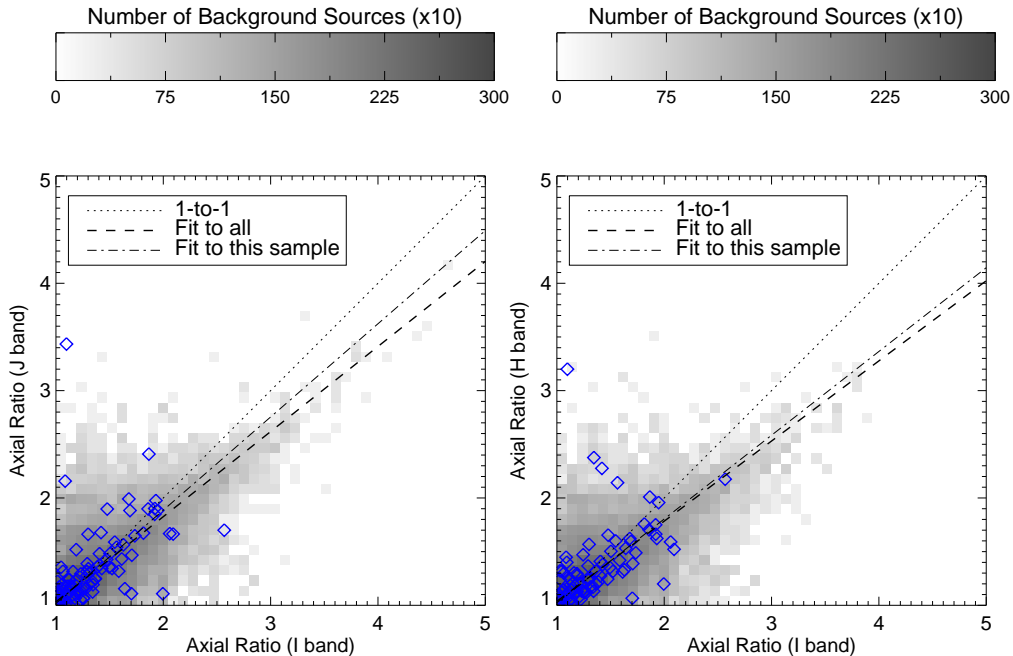 Number of Background Sources (x10)
0 75 150 225 300
Number of Background Sources (x10)
0 75 150 225 300
5
4
3
2
1
Axial Ratio (J band)
1-to-1
Fit to all
Fit to this sample
1 2 3 4 5
Axial Ratio (I band)
5
4
3
2
1
Axial Ratio (H band)
1-to-1
Fit to all
Fit to this sample
1 2 3 4 5
Axial Ratio (I band)